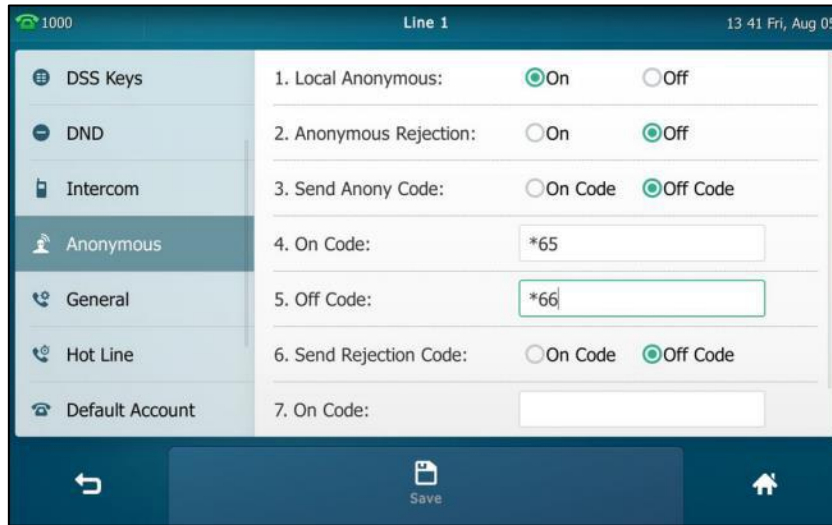 1000 Line 1 13 41 Fri, Aug 05
DSS Keys
DND
Intercom
Anonymous
General
Hot Line
Default Account
1. Local Anonymous: On Off
2. Anonymous Rejection: On Off
3. Send Anony Code: On Code Off Code
4. On Code: *65
5. Off Code: *66
6. Send Rejection Code: On Code Off Code
7. On Code:
Save